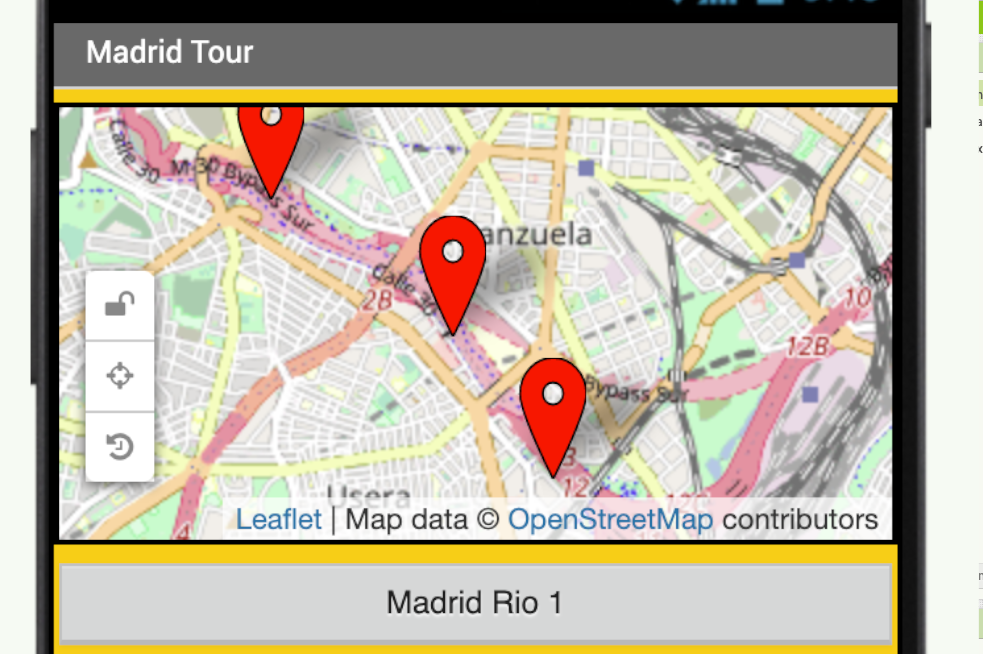 Madrid Tour
Calle 30
M-30 Bypass Sur
anzuela
Calle 30
2B
10
12B
Bypass Sur
3
12
Usera
4
Leaflet | Map data © OpenStreetMap contributors
Madrid Rio 1